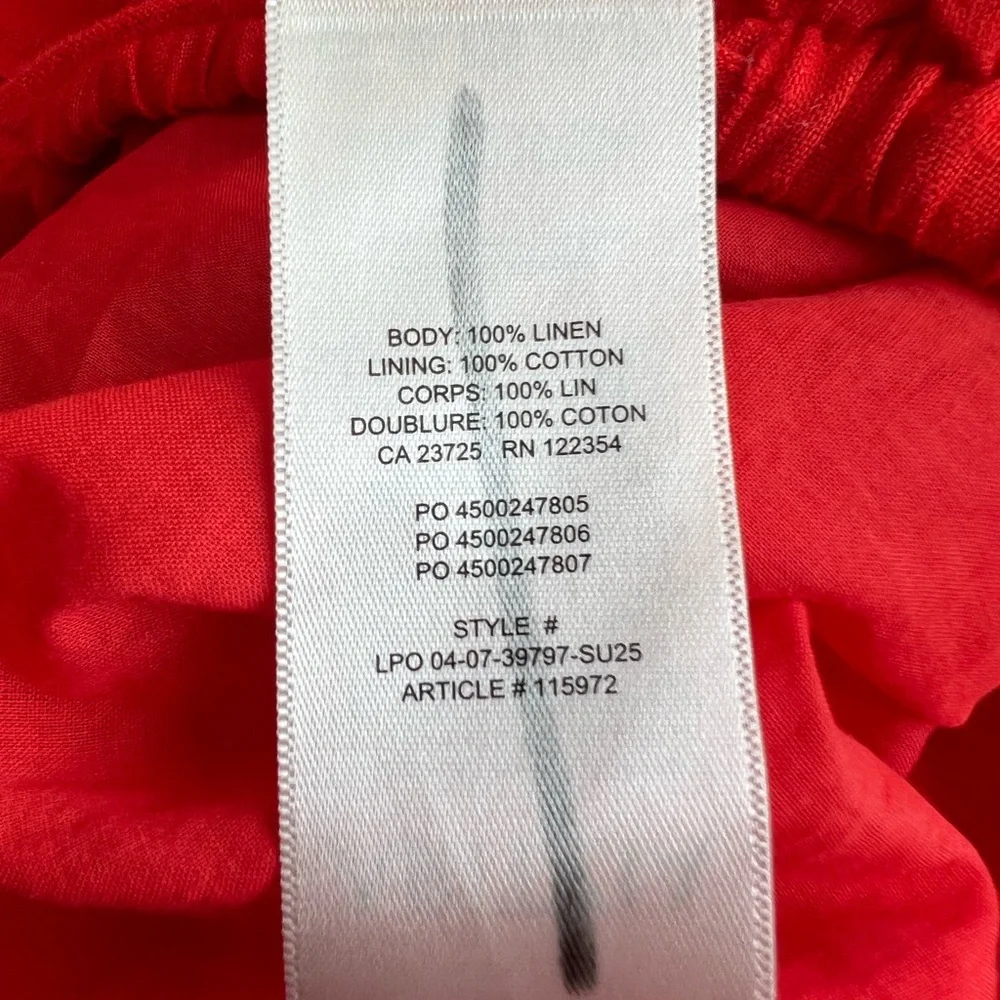 BODY: 100% LINEN
LINING: 100% COTTON
CORPS: 100% LIN
DOUBLURE: 100% COTON
CA 23725 RN 122354
PO 4500247805
PO 4500247806
PO 4500247807
STYLE #
LPO 04-07-39797-SU25
ARTICLE # 115972